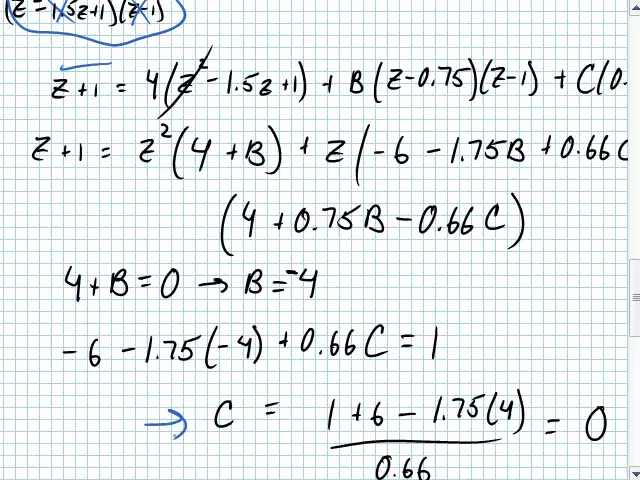 (z² - 1.5z+1)(z-1)
z+1 = 4(z² - 1.5z+1) + B(z-0.75)(z-1) + C(0.
z+1 = z²(4+B) + z(-6 - 1.75B + 0.66C
(4 + 0.75B - 0.66C)
4+B=0 → B=-4
-6 - 1.75(-4) + 0.66C = 1
→ C = 1+6 - 1.75(4) = 0
0.66